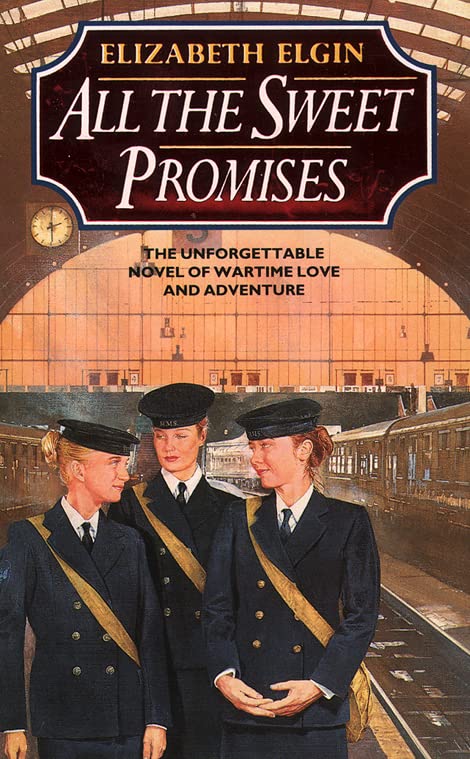 ELIZABETH ELGIN
ALL THE SWEET
PROMISES
THE UNFORGETTABLE
NOVEL OF WARTIME LOVE
AND ADVENTURE
H.M.S.